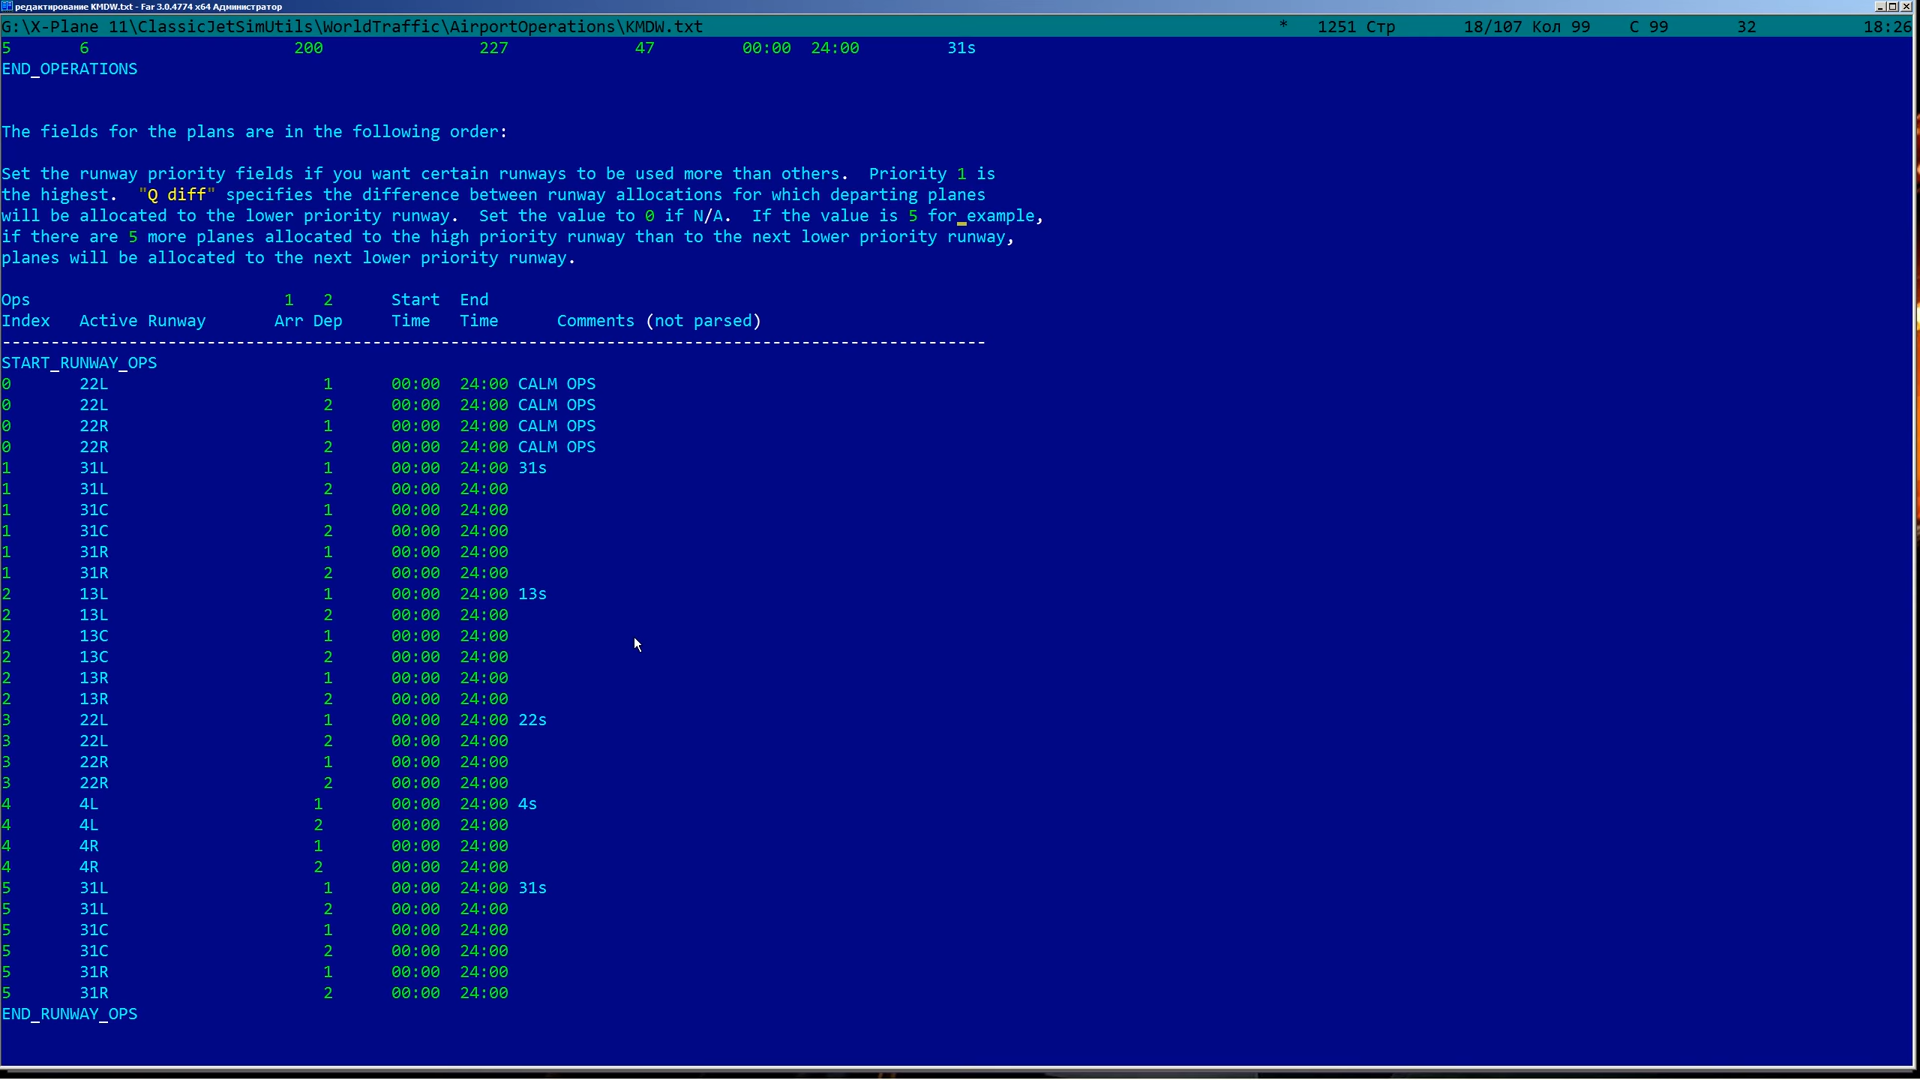 редактирование KMDW.txt - Far 3.0.4774 x64 Администратор
G:\X-Plane 11\ClassicJetSimUtils\WorldTraffic\AirportOperations\KMDW.txt * 1251 Стр 18/107 Кол 99 С 99 32 18:26
5 6 200 227 47 00:00 24:00 31s
END_OPERATIONS
The fields for the plans are in the following order:
Set the runway priority fields if you want certain runways to be used more than others. Priority 1 is
the highest. "Q diff" specifies the difference between runway allocations for which departing planes
will be allocated to the lower priority runway. Set the value to 0 if N/A. If the value is 5 for example,
if there are 5 more planes allocated to the high priority runway than to the next lower priority runway,
planes will be allocated to the next lower priority runway.
Ops 1 2 Start End
Index Active Runway Arr Dep Time Time Comments (not parsed)
-----------------------------------------------------------------------------------------------------
START_RUNWAY_OPS
0 22L 1 00:00 24:00 CALM OPS
0 22L 2 00:00 24:00 CALM OPS
0 22R 1 00:00 24:00 CALM OPS
0 22R 2 00:00 24:00 CALM OPS
1 31L 1 00:00 24:00 31s
1 31L 2 00:00 24:00
1 31C 1 00:00 24:00
1 31C 2 00:00 24:00
1 31R 1 00:00 24:00
1 31R 2 00:00 24:00
2 13L 1 00:00 24:00 13s
2 13L 2 00:00 24:00
2 13C 1 00:00 24:00
2 13C 2 00:00 24:00
2 13R 1 00:00 24:00
2 13R 2 00:00 24:00
3 22L 1 00:00 24:00 22s
3 22L 2 00:00 24:00
3 22R 1 00:00 24:00
3 22R 2 00:00 24:00
4 4L 1 00:00 24:00 4s
4 4L 2 00:00 24:00
4 4R 1 00:00 24:00
4 4R 2 00:00 24:00
5 31L 1 00:00 24:00 31s
5 31L 2 00:00 24:00
5 31C 1 00:00 24:00
5 31C 2 00:00 24:00
5 31R 1 00:00 24:00
5 31R 2 00:00 24:00
END_RUNWAY_OPS